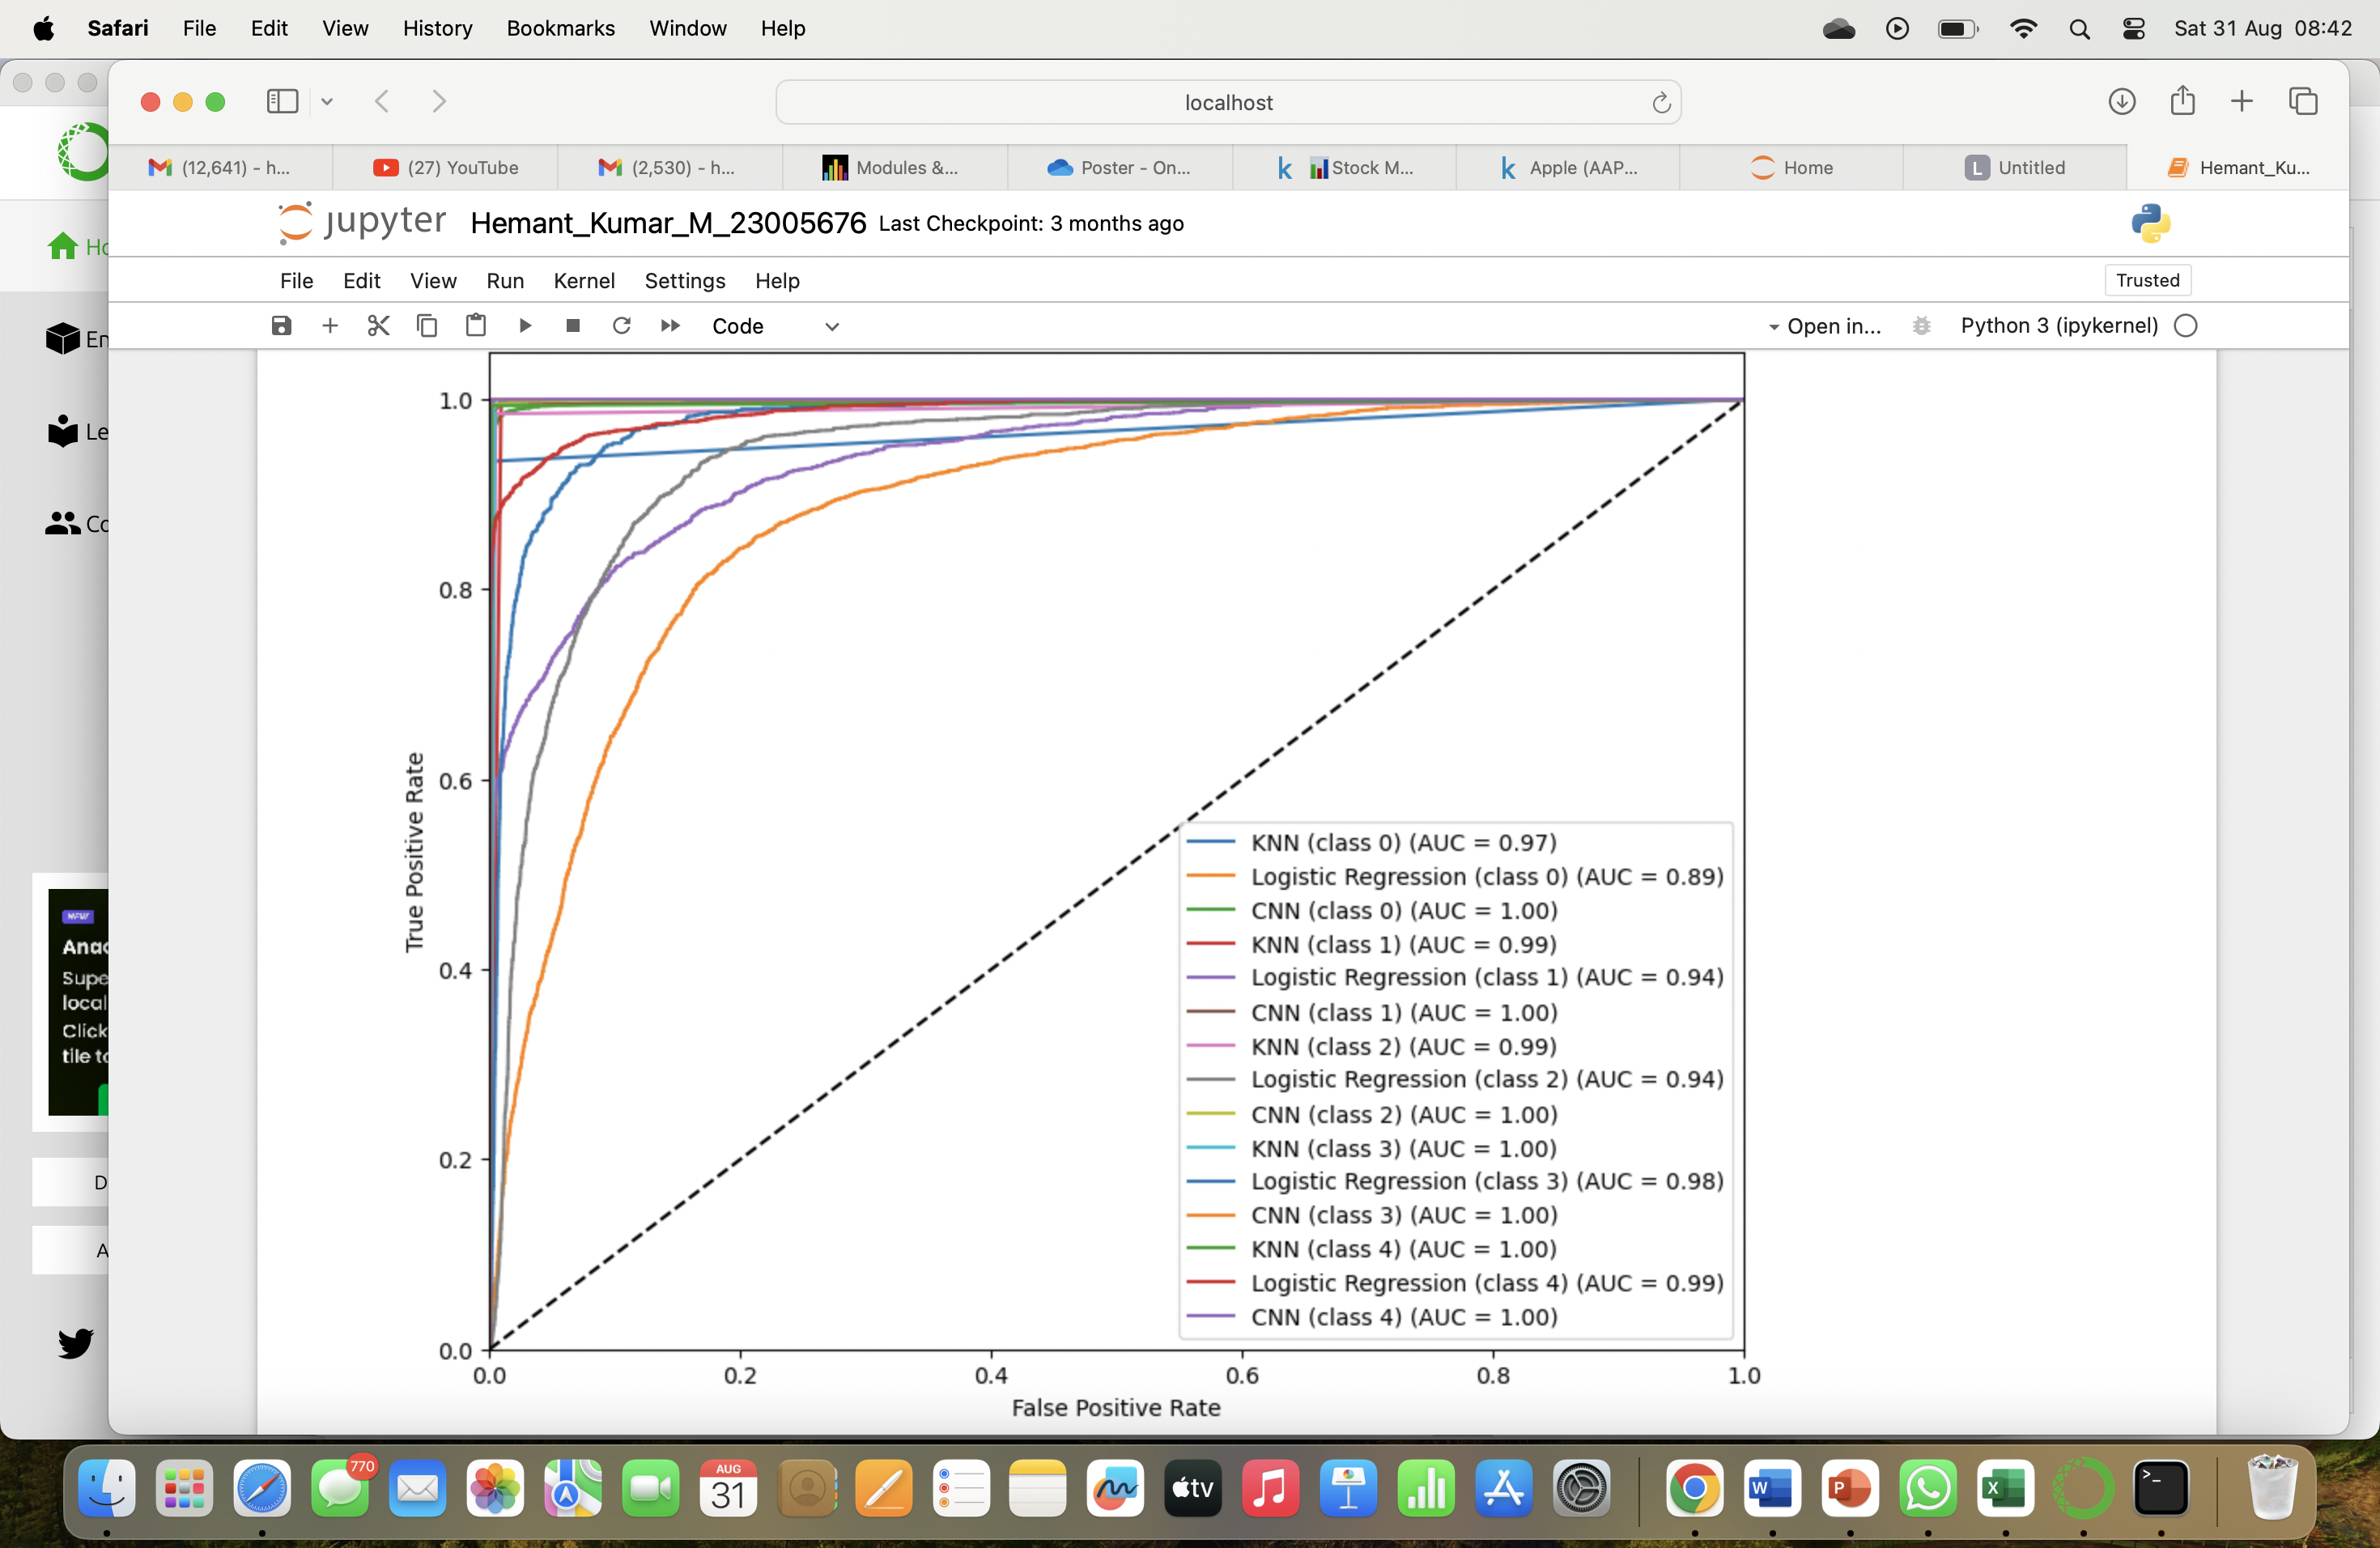 Safari File Edit View History Bookmarks Window Help Sat 31 Aug 08:42
localhost
(12,641) - h... (27) YouTube (2,530) - h... Modules &... Poster - On... Stock M... Apple (AAP... Home L Untitled Hemant_Ku...
jupyter Hemant_Kumar_M_23005676 Last Checkpoint: 3 months ago
File Edit View Run Kernel Settings Help Trusted
Code Open in... Python 3 (ipykernel)
Ho
En
Le
Co
NEW
Anac
Supe
local
Click
tile to
D
A
1.0
0.8
0.6
0.4
0.2
0.0
True Positive Rate
KNN (class 0) (AUC = 0.97)
Logistic Regression (class 0) (AUC = 0.89)
CNN (class 0) (AUC = 1.00)
KNN (class 1) (AUC = 0.99)
Logistic Regression (class 1) (AUC = 0.94)
CNN (class 1) (AUC = 1.00)
KNN (class 2) (AUC = 0.99)
Logistic Regression (class 2) (AUC = 0.94)
CNN (class 2) (AUC = 1.00)
KNN (class 3) (AUC = 1.00)
Logistic Regression (class 3) (AUC = 0.98)
CNN (class 3) (AUC = 1.00)
KNN (class 4) (AUC = 1.00)
Logistic Regression (class 4) (AUC = 0.99)
CNN (class 4) (AUC = 1.00)
0.0 0.2 0.4 0.6 0.8 1.0
False Positive Rate
770
AUG
31
tv
W
P
X